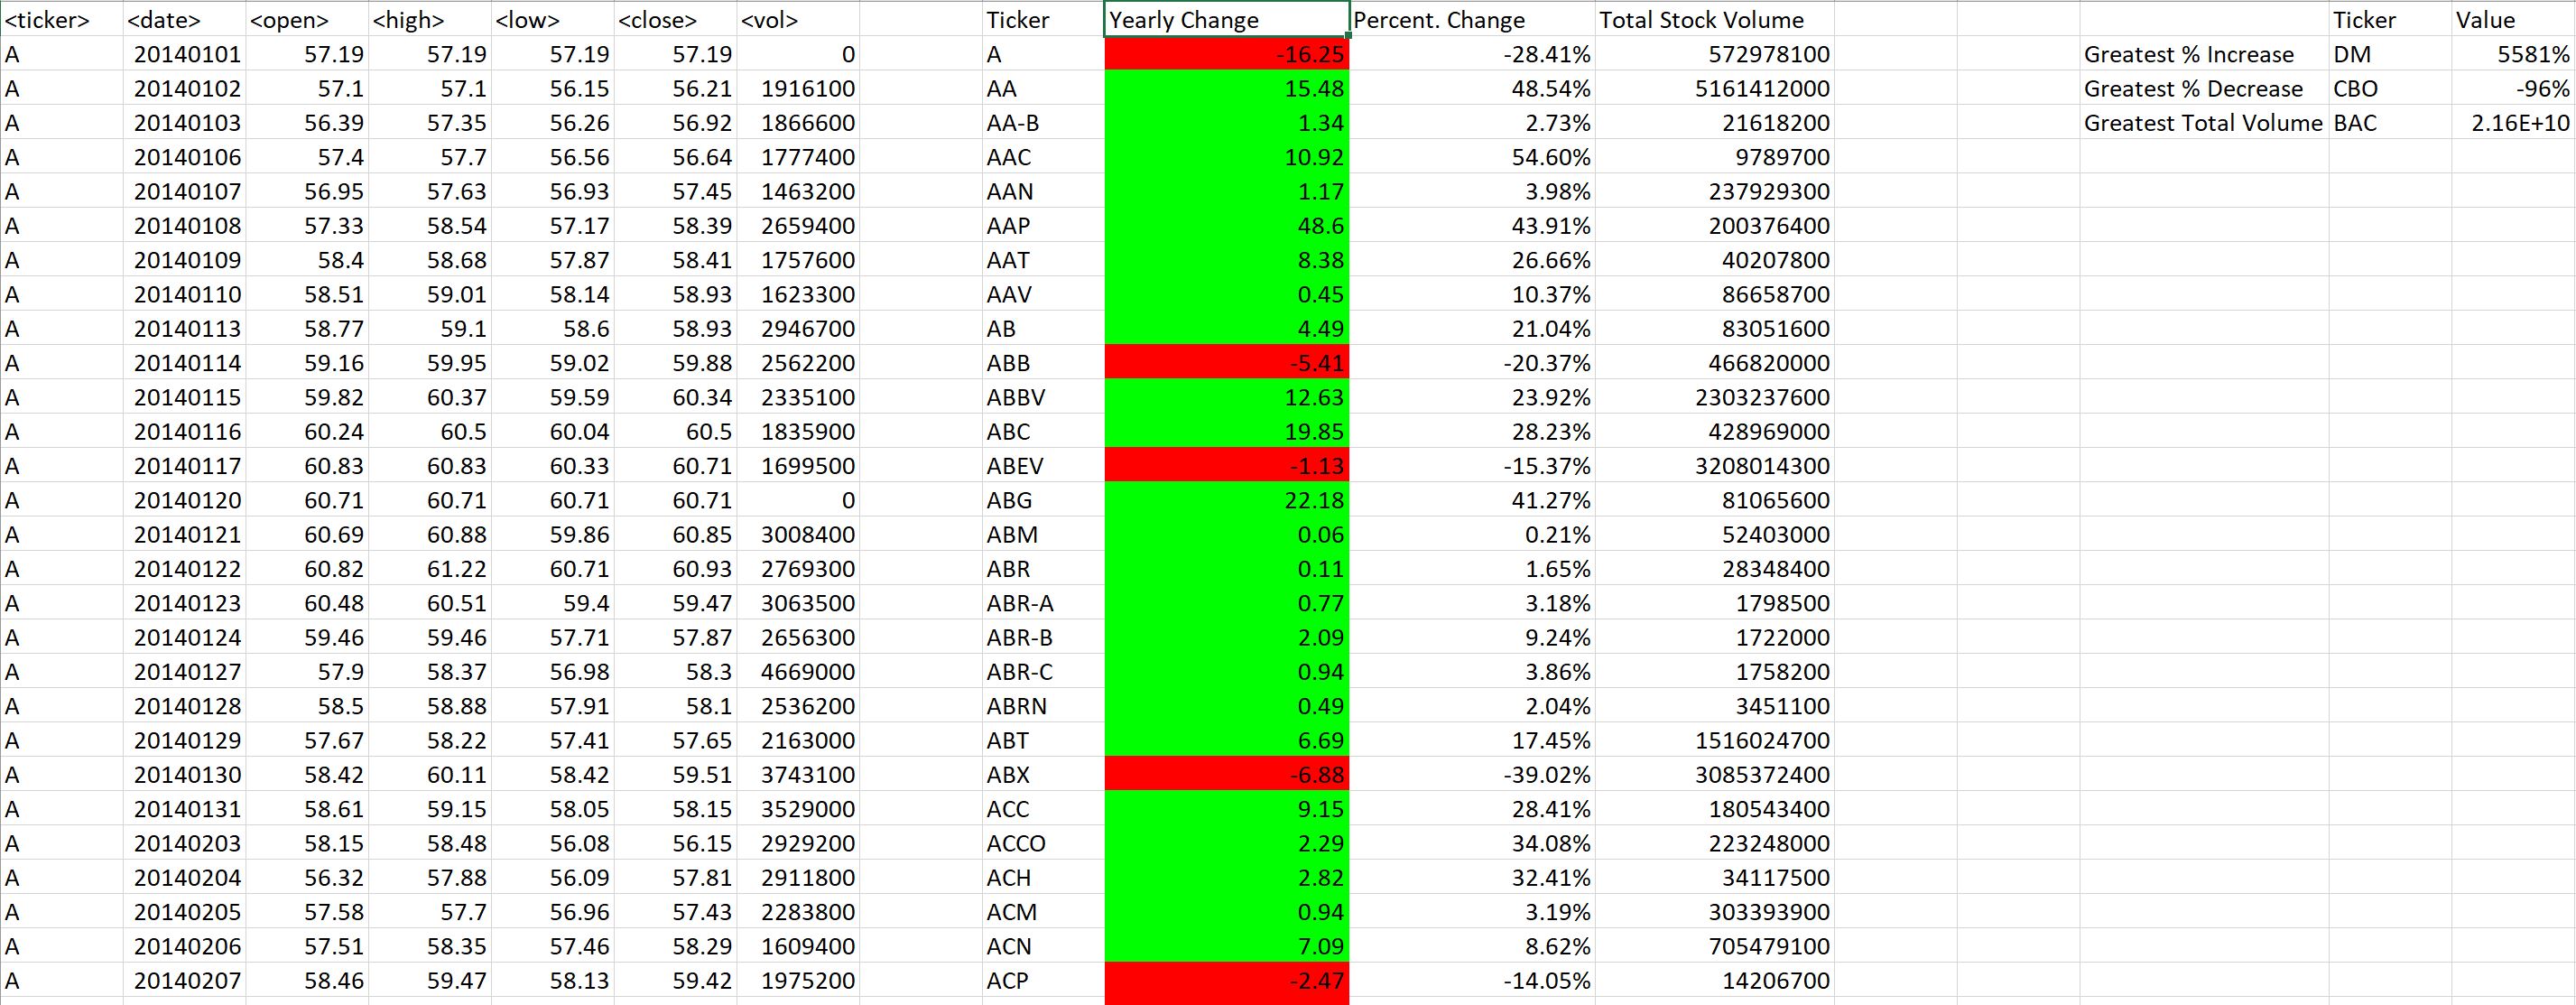 <ticker> <date> <open> <high> <low> <close> <vol> Ticker Yearly Change Percent. Change Total Stock Volume Ticker Value
A 20140101 57.19 57.19 57.19 57.19 0 A -16.25 -28.41% 572978100 Greatest % Increase DM 5581%
A 20140102 57.1 57.1 56.15 56.21 1916100 AA 15.48 48.54% 5161412000 Greatest % Decrease CBO -96%
A 20140103 56.39 57.35 56.26 56.92 1866600 AA-B 1.34 2.73% 21618200 Greatest Total Volume BAC 2.16E+10
A 20140106 57.4 57.7 56.56 56.64 1777400 AAC 10.92 54.60% 9789700
A 20140107 56.95 57.63 56.93 57.45 1463200 AAN 1.17 3.98% 237929300
A 20140108 57.33 58.54 57.17 58.39 2659400 AAP 48.6 43.91% 200376400
A 20140109 58.4 58.68 57.87 58.41 1757600 AAT 8.38 26.66% 40207800
A 20140110 58.51 59.01 58.14 58.93 1623300 AAV 0.45 10.37% 86658700
A 20140113 58.77 59.1 58.6 58.93 2946700 AB 4.49 21.04% 83051600
A 20140114 59.16 59.95 59.02 59.88 2562200 ABB -5.41 -20.37% 466820000
A 20140115 59.82 60.37 59.59 60.34 2335100 ABBV 12.63 23.92% 2303237600
A 20140116 60.24 60.5 60.04 60.5 1835900 ABC 19.85 28.23% 428969000
A 20140117 60.83 60.83 60.33 60.71 1699500 ABEV -1.13 -15.37% 3208014300
A 20140120 60.71 60.71 60.71 60.71 0 ABG 22.18 41.27% 81065600
A 20140121 60.69 60.88 59.86 60.85 3008400 ABM 0.06 0.21% 52403000
A 20140122 60.82 61.22 60.71 60.93 2769300 ABR 0.11 1.65% 28348400
A 20140123 60.48 60.51 59.4 59.47 3063500 ABR-A 0.77 3.18% 1798500
A 20140124 59.46 59.46 57.71 57.87 2656300 ABR-B 2.09 9.24% 1722000
A 20140127 57.9 58.37 56.98 58.3 4669000 ABR-C 0.94 3.86% 1758200
A 20140128 58.5 58.88 57.91 58.1 2536200 ABRN 0.49 2.04% 3451100
A 20140129 57.67 58.22 57.41 57.65 2163000 ABT 6.69 17.45% 1516024700
A 20140130 58.42 60.11 58.42 59.51 3743100 ABX -6.88 -39.02% 3085372400
A 20140131 58.61 59.15 58.05 58.15 3529000 ACC 9.15 28.41% 180543400
A 20140203 58.15 58.48 56.08 56.15 2929200 ACCO 2.29 34.08% 223248000
A 20140204 56.32 57.88 56.09 57.81 2911800 ACH 2.82 32.41% 34117500
A 20140205 57.58 57.7 56.96 57.43 2283800 ACM 0.94 3.19% 303393900
A 20140206 57.51 58.35 57.46 58.29 1609400 ACN 7.09 8.62% 705479100
A 20140207 58.46 59.47 58.13 59.42 1975200 ACP -2.47 -14.05% 14206700